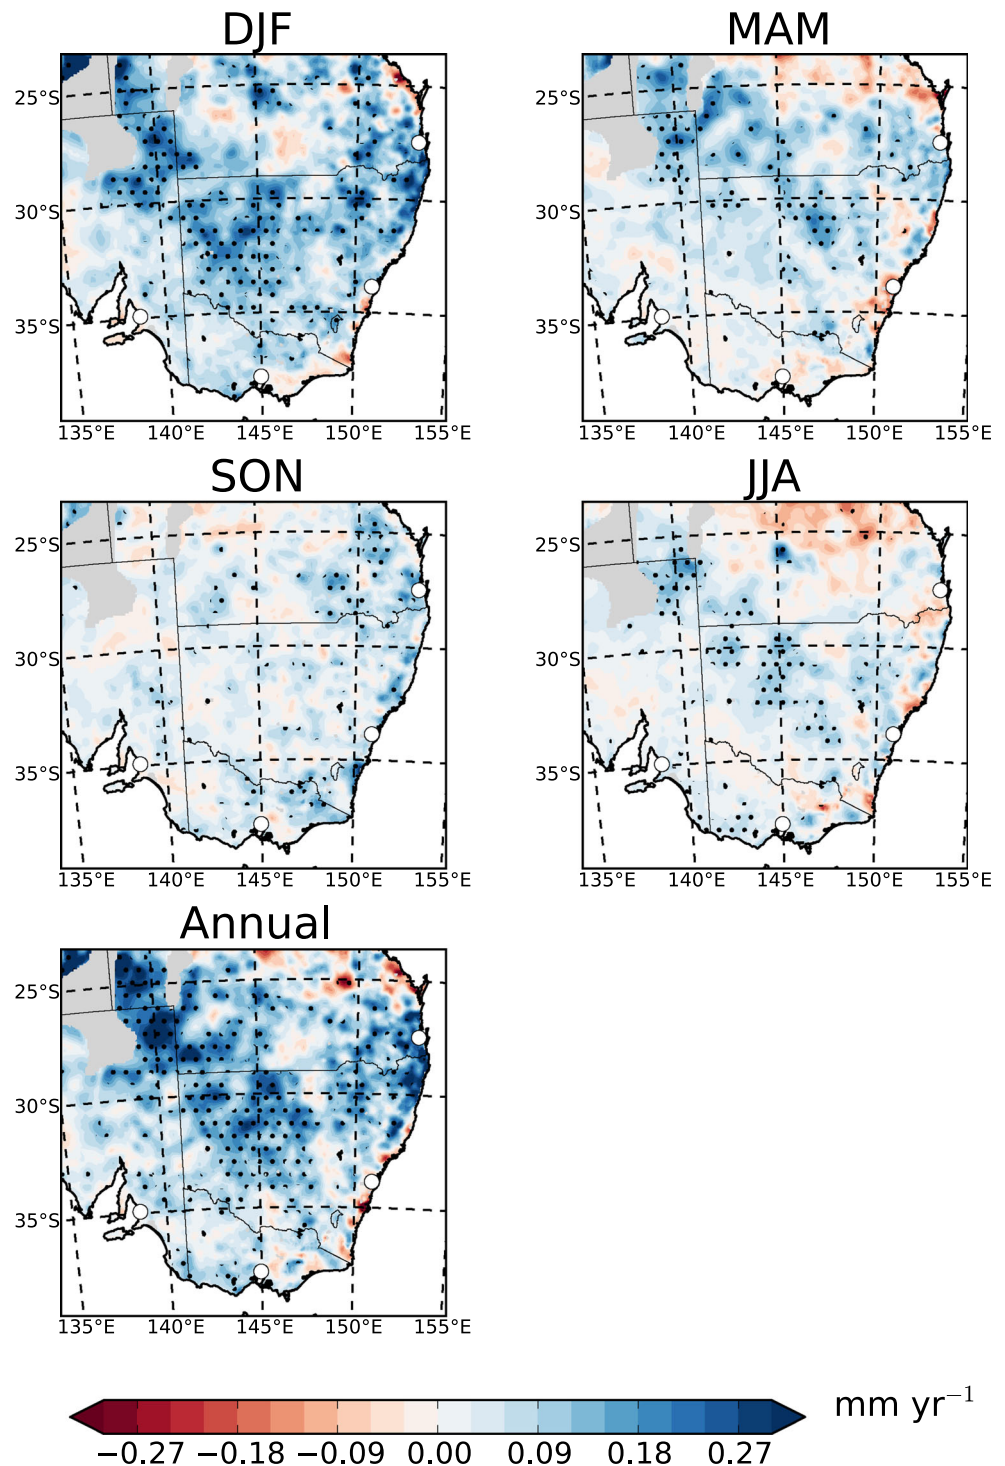 DJF MAM
25°S 25°S
30°S 30°S
35°S 35°S
135°E 140°E 145°E 150°E 155°E 135°E 140°E 145°E 150°E 155°E
SON JJA
25°S 25°S
30°S 30°S
35°S 35°S
135°E 140°E 145°E 150°E 155°E 135°E 140°E 145°E 150°E 155°E
Annual
25°S
30°S
35°S
135°E 140°E 145°E 150°E 155°E
mm yr⁻¹
−0.27 −0.18 −0.09 0.00 0.09 0.18 0.27